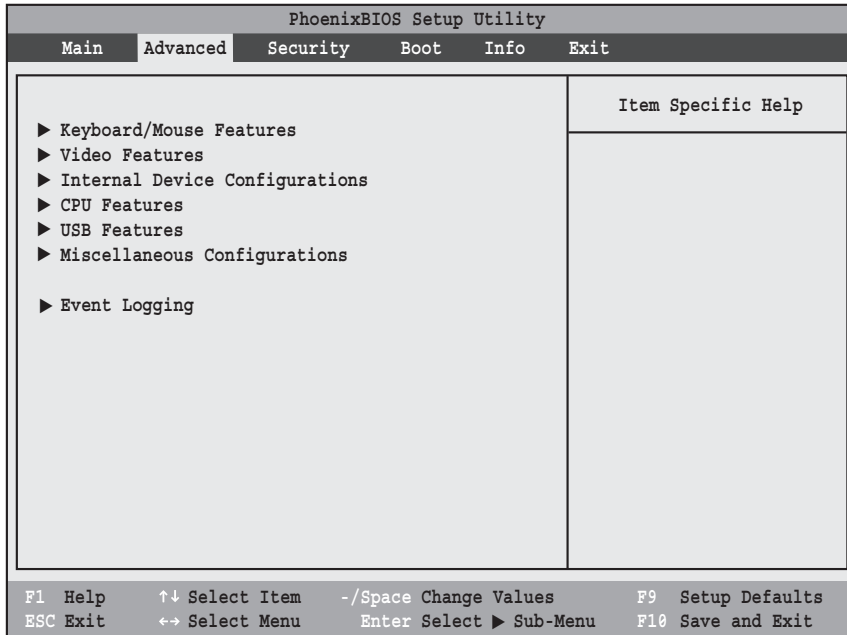 PhoenixBIOS Setup Utility
Main Advanced Security Boot Info Exit
Item Specific Help
▶ Keyboard/Mouse Features
▶ Video Features
▶ Internal Device Configurations
▶ CPU Features
▶ USB Features
▶ Miscellaneous Configurations
▶ Event Logging
F1 Help ↑↓ Select Item -/Space Change Values F9 Setup Defaults
ESC Exit ←→ Select Menu Enter Select ▶ Sub-Menu F10 Save and Exit